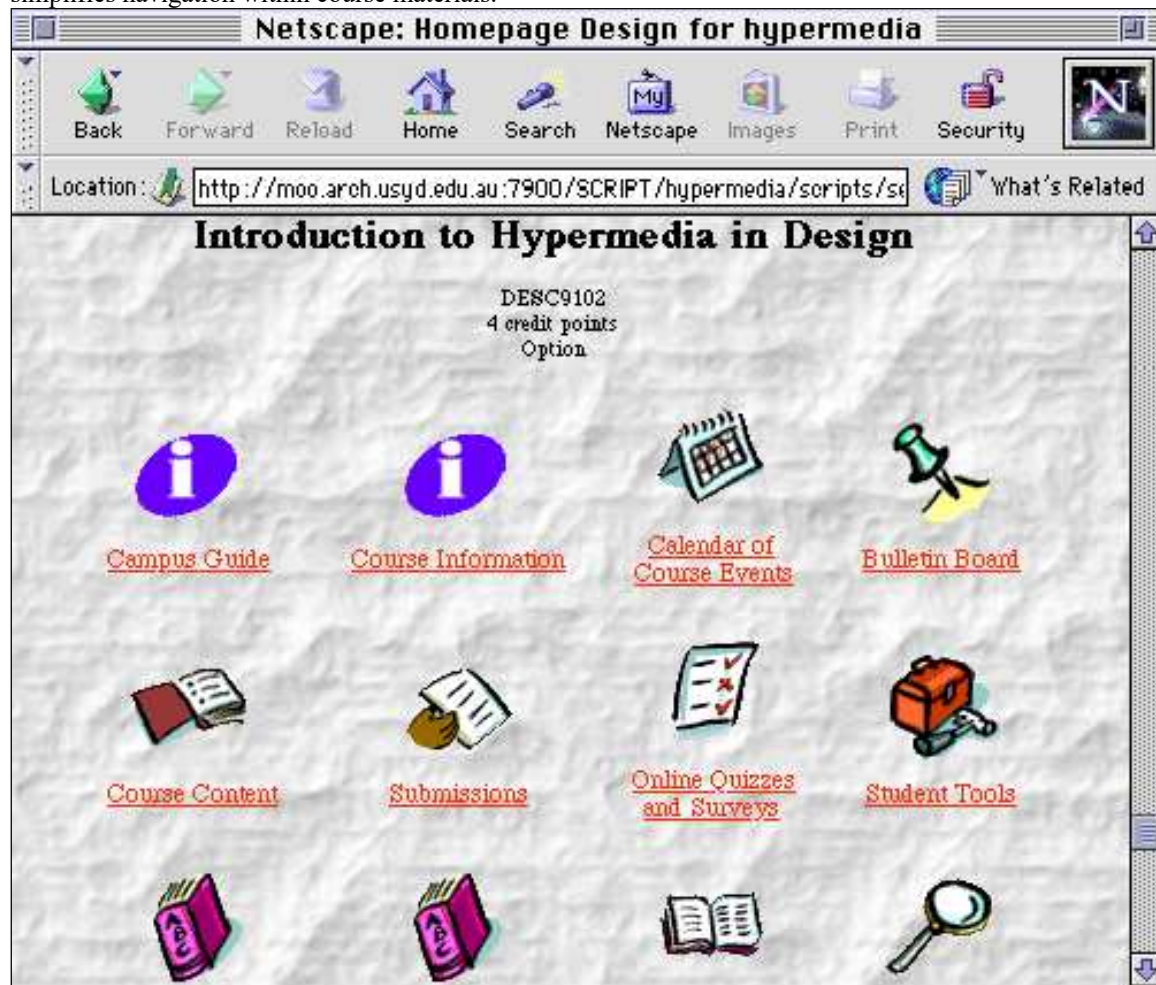 simplifies navigation within course materials.
Netscape: Homepage Design for hypermedia
Back Forward Reload Home Search Netscape Images Print Security
My
N
Location: http://moo.arch.usyd.edu.au:7900/SCRIPT/hypermedia/scripts/se What's Related
Introduction to Hypermedia in Design
DESC9102
4 credit points
Option
i i
Campus Guide Course Information Calendar of Course Events Bulletin Board
Course Content Submissions Online Quizzes and Surveys Student Tools
ABC ABC